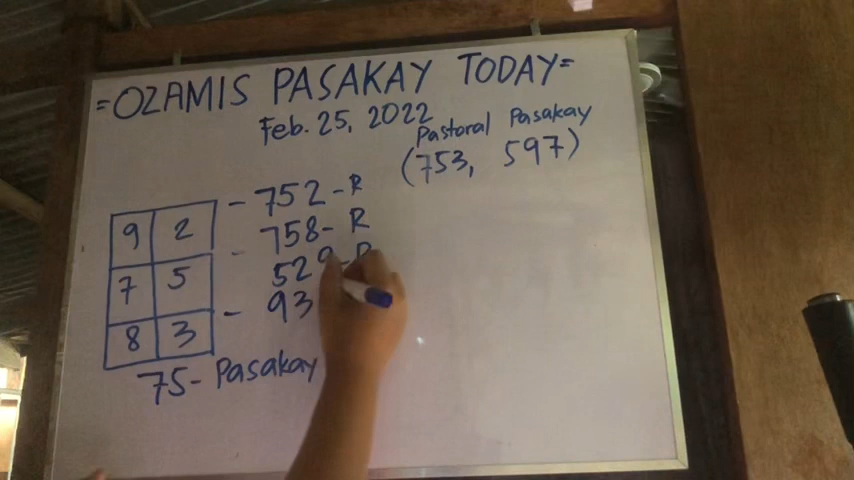 =OZAMIS PASAKAY TODAY=
Feb. 25, 2022
Pastoral Pasakay
(753, 597)
- 752 - R
9 2
758 - R
-
529 - R
7 5
- 93
8 3
75 - Pasakay